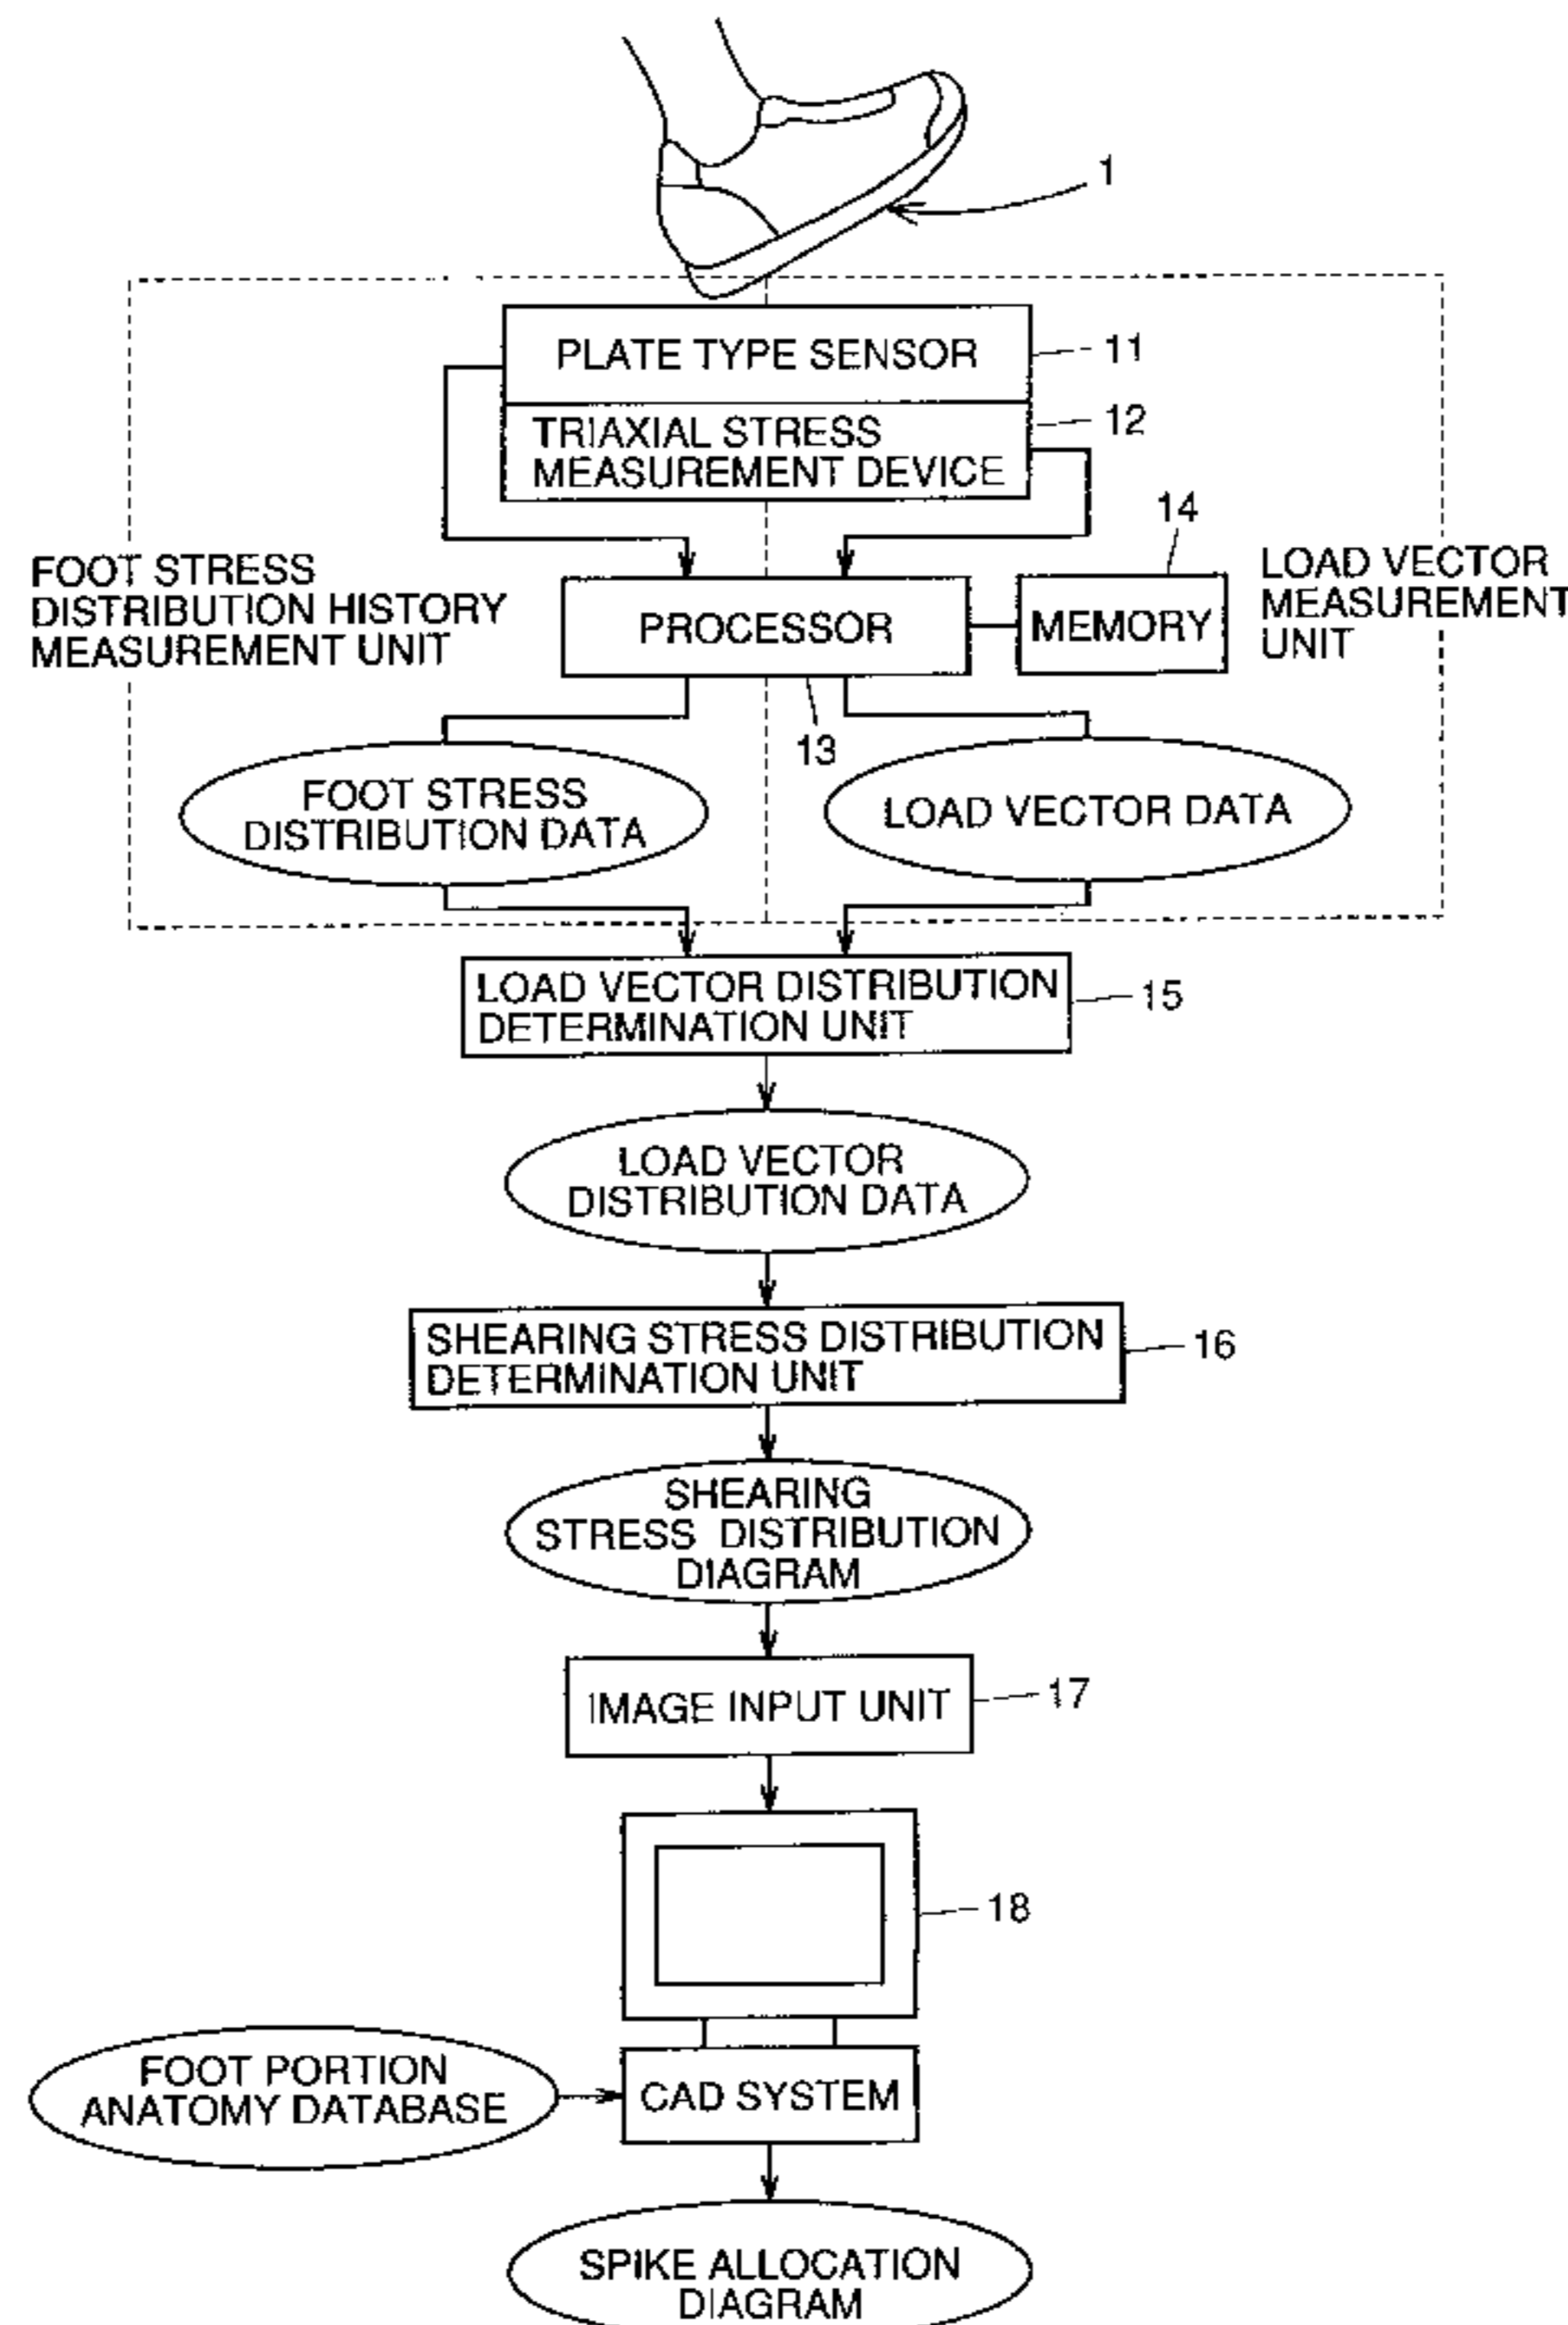 1
PLATE TYPE SENSOR
11
TRIAXIAL STRESS
MEASUREMENT DEVICE
12
14
FOOT STRESS
DISTRIBUTION HISTORY
MEASUREMENT UNIT
PROCESSOR
MEMORY
LOAD VECTOR
MEASUREMENT
UNIT
13
FOOT STRESS
DISTRIBUTION DATA
LOAD VECTOR DATA
LOAD VECTOR DISTRIBUTION
DETERMINATION UNIT
15
LOAD VECTOR
DISTRIBUTION DATA
SHEARING STRESS DISTRIBUTION
DETERMINATION UNIT
16
SHEARING
STRESS DISTRIBUTION
DIAGRAM
IMAGE INPUT UNIT
17
18
FOOT PORTION
ANATOMY DATABASE
CAD SYSTEM
SPIKE ALLOCATION
DIAGRAM